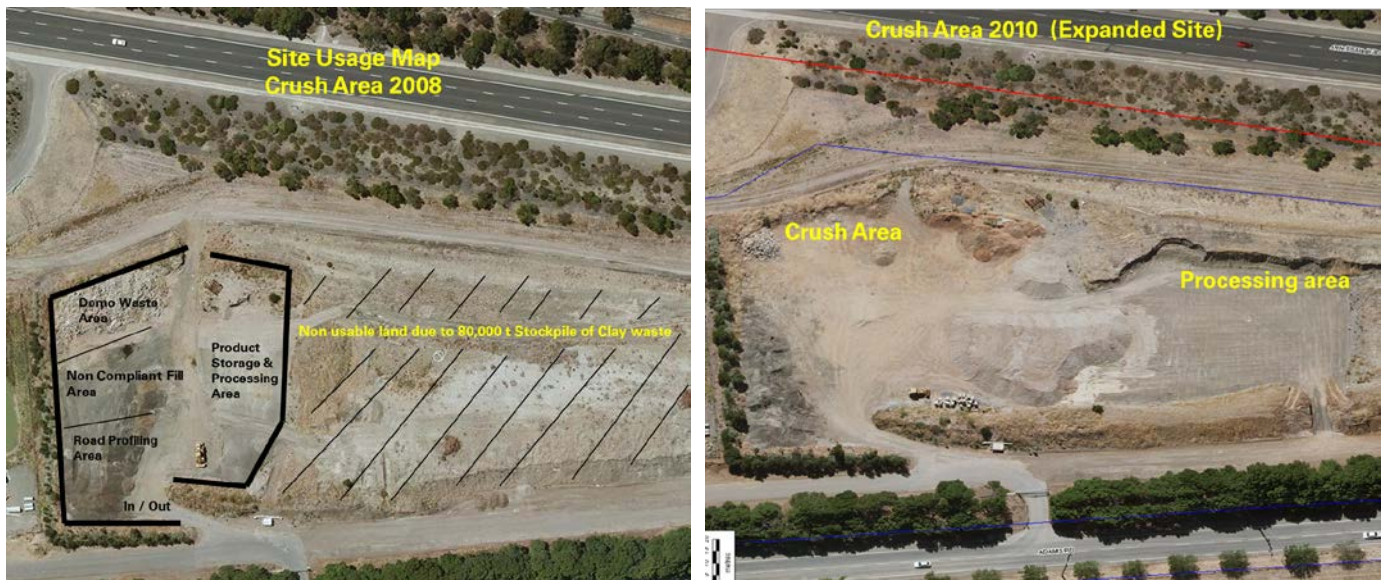 Site Usage Map
Crush Area 2008
Demo Waste
Area
Non Compliant Fill
Area
Road Profiling
Area
Product
Storage &
Processing
Area
In / Out
Non usable land due to 80,000 t Stockpile of Clay waste
Crush Area 2010 (Expanded Site)
Crush Area
Processing area
ADAMS RD